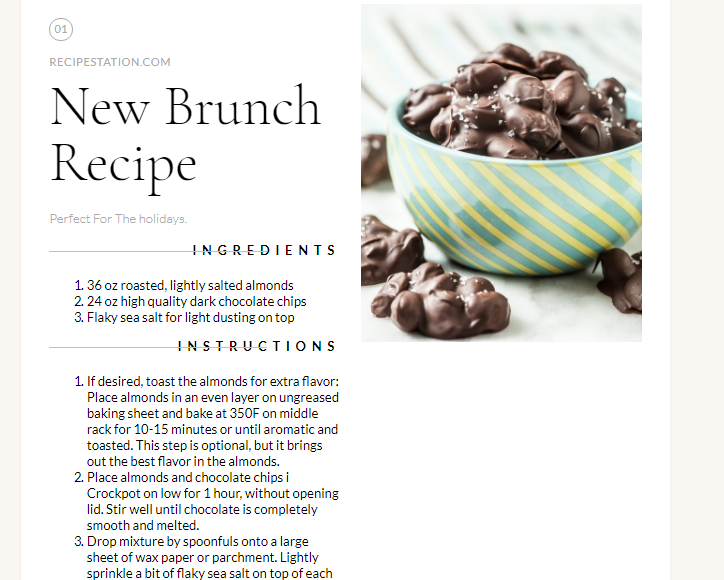 01
RECIPESTATION.COM
New Brunch
Recipe
Perfect For The holidays.
INGREDIENTS
1. 36 oz roasted, lightly salted almonds
2. 24 oz high quality dark chocolate chips
3. Flaky sea salt for light dusting on top
INSTRUCTIONS
1. If desired, toast the almonds for extra flavor:
Place almonds in an even layer on ungreased
baking sheet and bake at 350F on middle
rack for 10-15 minutes or until aromatic and
toasted. This step is optional, but it brings
out the best flavor in the almonds.
2. Place almonds and chocolate chips i
Crockpot on low for 1 hour, without opening
lid. Stir well until chocolate is completely
smooth and melted.
3. Drop mixture by spoonfuls onto a large
sheet of wax paper or parchment. Lightly
sprinkle a bit of flaky sea salt on top of each